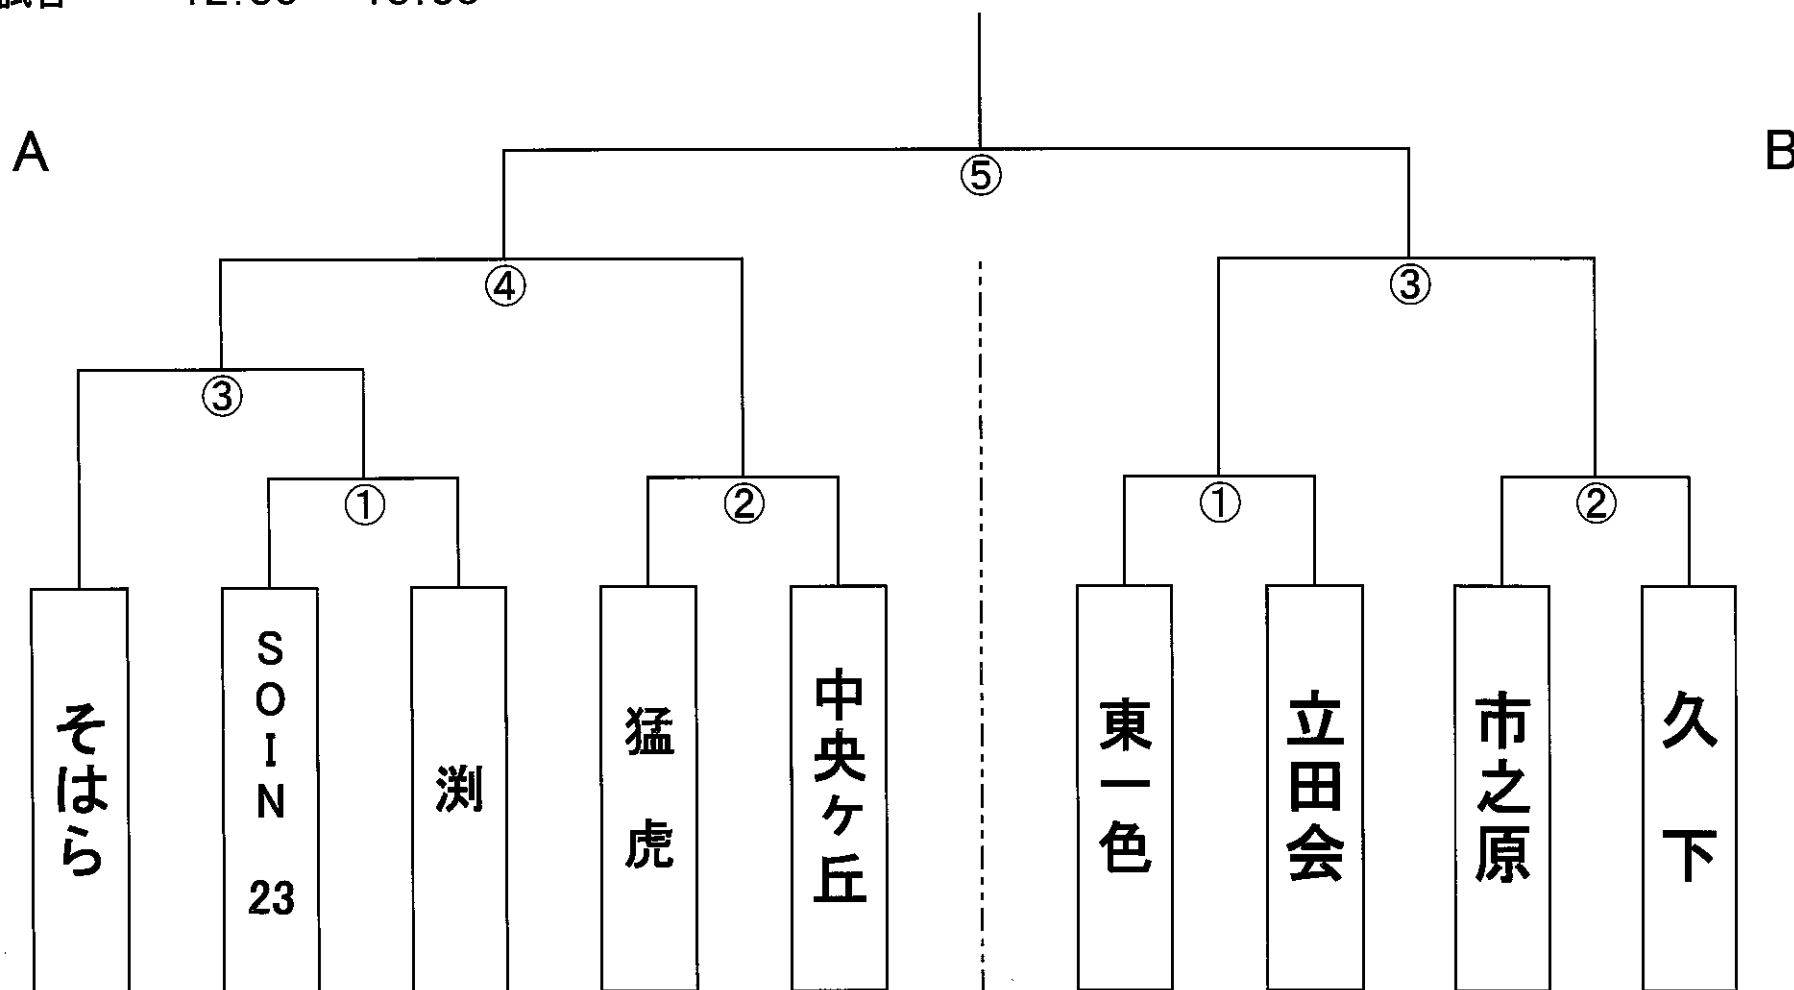 A
B
⑤
④
③
③
①
②
①
②
そはら
SOIN 23
渕
猛虎
中央ケ丘
東一色
立田会
市之原
久下